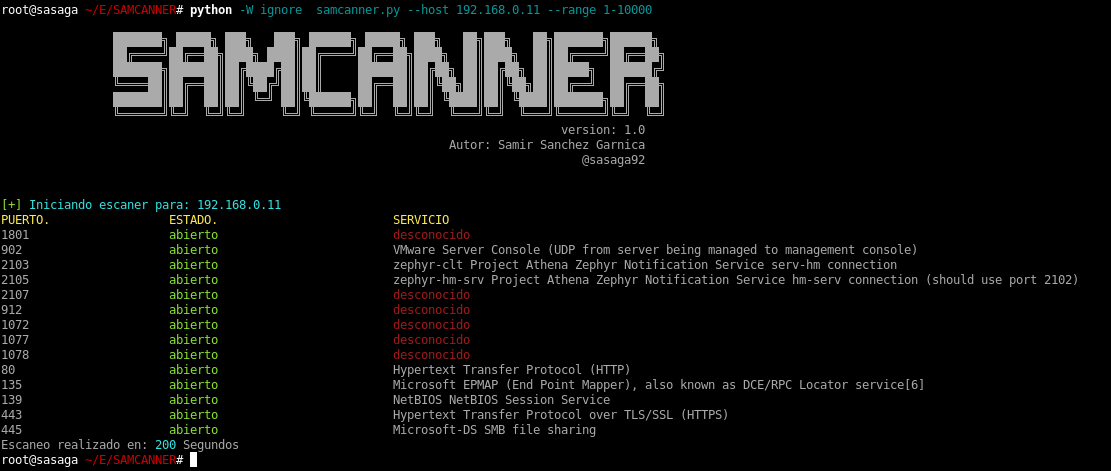 root@sasaga ~/E/SAMCANNER# python -W ignore  samcanner.py --host 192.168.0.11 --range 1-10000
SAMCANNER
version: 1.0
Autor: Samir Sanchez Garnica
@sasaga92
[+] Iniciando escaner para: 192.168.0.11
PUERTO. ESTADO. SERVICIO
1801 abierto desconocido
902 abierto VMware Server Console (UDP from server being managed to management console)
2103 abierto zephyr-clt Project Athena Zephyr Notification Service serv-hm connection
2105 abierto zephyr-hm-srv Project Athena Zephyr Notification Service hm-serv connection (should use port 2102)
2107 abierto desconocido
912 abierto desconocido
1072 abierto desconocido
1077 abierto desconocido
1078 abierto desconocido
80 abierto Hypertext Transfer Protocol (HTTP)
135 abierto Microsoft EPMAP (End Point Mapper), also known as DCE/RPC Locator service[6]
139 abierto NetBIOS NetBIOS Session Service
443 abierto Hypertext Transfer Protocol over TLS/SSL (HTTPS)
445 abierto Microsoft-DS SMB file sharing
Escaneo realizado en: 200 Segundos
root@sasaga ~/E/SAMCANNER#